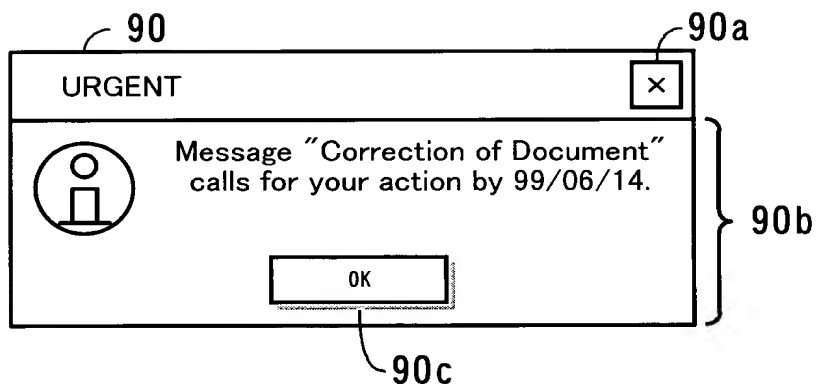 90
90a
URGENT
×
Message "Correction of Document"
calls for your action by 99/06/14.
90b
OK
90c